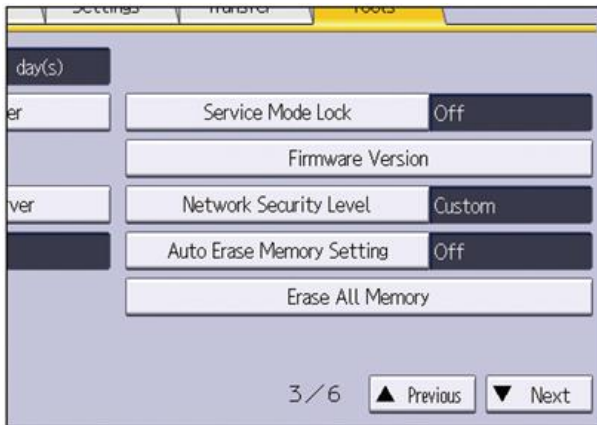 Tools
day(s)
er
Service Mode Lock
Off
Firmware Version
ver
Network Security Level
Custom
Auto Erase Memory Setting
Off
Erase All Memory
3/6
▲ Previous
▼ Next